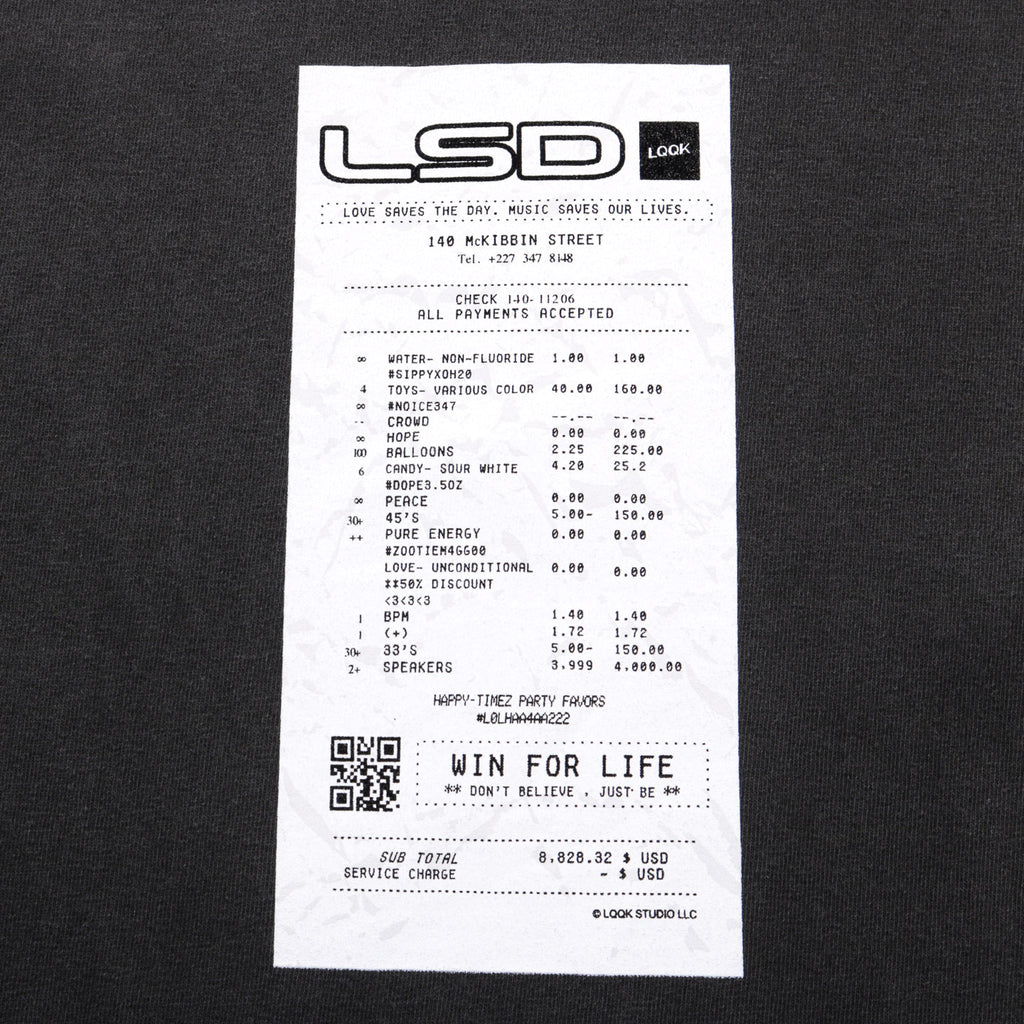 LSD LQQK
LOVE SAVES THE DAY. MUSIC SAVES OUR LIVES.
140 McKIBBIN STREET
Tel. +227 347 8148
CHECK 140-11206
ALL PAYMENTS ACCEPTED
∞ WATER- NON-FLUORIDE 1.00 1.00
#SIPPYXOH20
4 TOYS- VARIOUS COLOR 40.00 160.00
∞ #NOICE347
-- CROWD --.-- --.--
∞ HOPE 0.00 0.00
100 BALLOONS 2.25 225.00
6 CANDY- SOUR WHITE 4.20 25.2
#DOPE3.5OZ
∞ PEACE 0.00 0.00
30+ 45'S 5.00- 150.00
++ PURE ENERGY 0.00 0.00
#ZOOTIEM4GG00
LOVE- UNCONDITIONAL 0.00 0.00
**50% DISCOUNT
<3<3<3
1 BPM 1.40 1.40
1 (+) 1.72 1.72
30+ 33'S 5.00- 150.00
2+ SPEAKERS 3,999 4,000.00
HAPPY-TIMEZ PARTY FAVORS
#L0LHAA4AA222
WIN FOR LIFE
** DON'T BELIEVE , JUST BE **
SUB TOTAL 8,828.32 $ USD
SERVICE CHARGE - $ USD
© LQQK STUDIO LLC